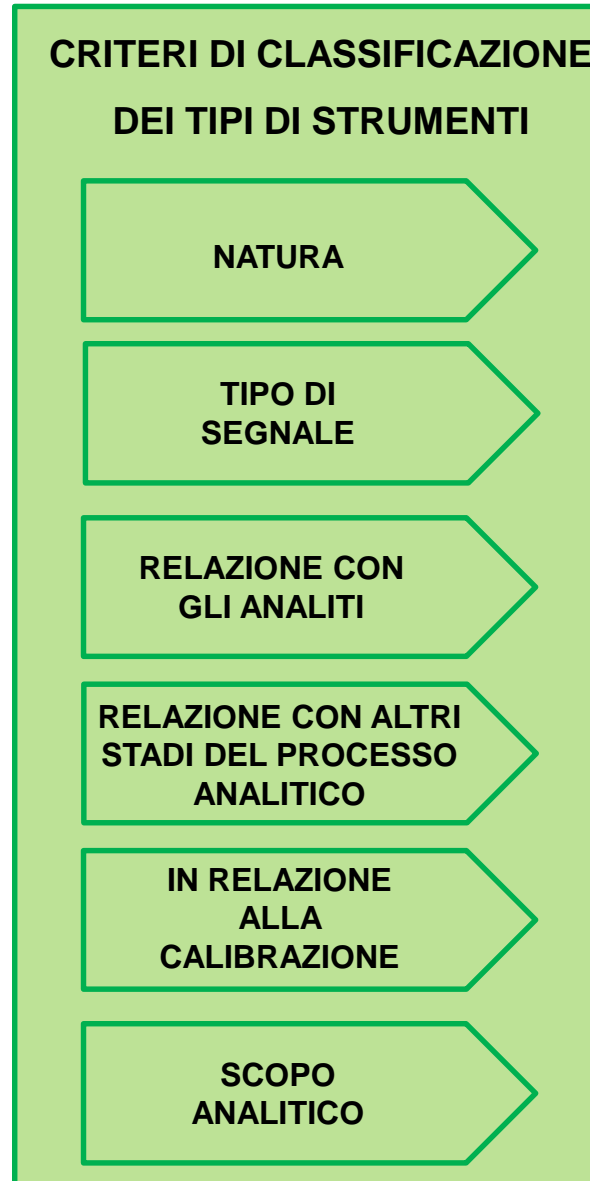 CRITERI DI CLASSIFICAZIONE
DEI TIPI DI STRUMENTI
NATURA
TIPO DI
SEGNALE
RELAZIONE CON
GLI ANALITI
RELAZIONE CON ALTRI
STADI DEL PROCESSO
ANALITICO
IN RELAZIONE
ALLA
CALIBRAZIONE
SCOPO
ANALITICO